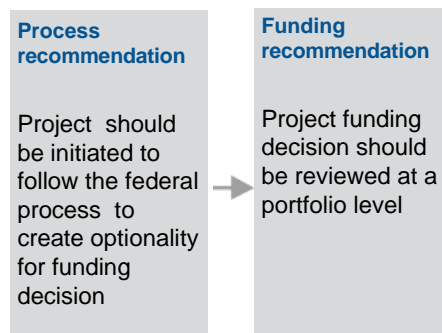 Process
recommendation
Project should
be initiated to
follow the federal
process to
create optionality
for funding
decision
Funding
recommendation
Project funding
decision should
be reviewed at a
portfolio level